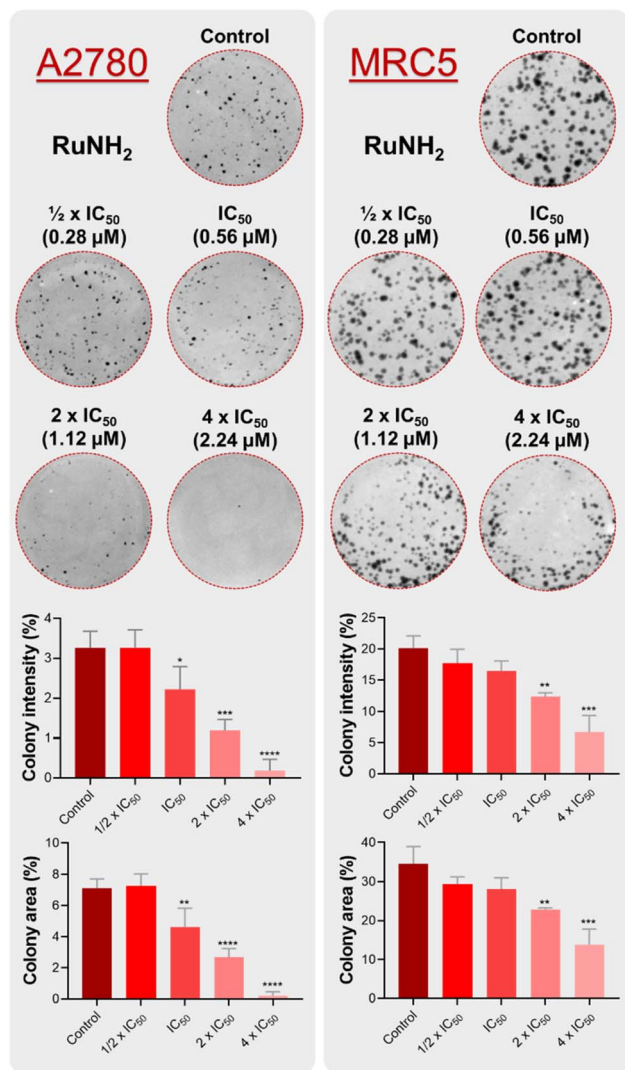 A2780
Control
RuNH₂
½ x IC₅₀
(0.28 µM)
IC₅₀
(0.56 µM)
2 x IC₅₀
(1.12 µM)
4 x IC₅₀
(2.24 µM)
Colony intensity (%)
4
3
2
1
0
*
***
****
Control
1/2 x IC₅₀
IC₅₀
2 x IC₅₀
4 x IC₅₀
Colony area (%)
8
6
4
2
0
**
****
****
Control
1/2 x IC₅₀
IC₅₀
2 x IC₅₀
4 x IC₅₀
MRC5
Control
RuNH₂
½ x IC₅₀
(0.28 µM)
IC₅₀
(0.56 µM)
2 x IC₅₀
(1.12 µM)
4 x IC₅₀
(2.24 µM)
Colony intensity (%)
25
20
15
10
5
0
**
***
Control
1/2 x IC₅₀
IC₅₀
2 x IC₅₀
4 x IC₅₀
Colony area (%)
40
30
20
10
0
**
***
Control
1/2 x IC₅₀
IC₅₀
2 x IC₅₀
4 x IC₅₀